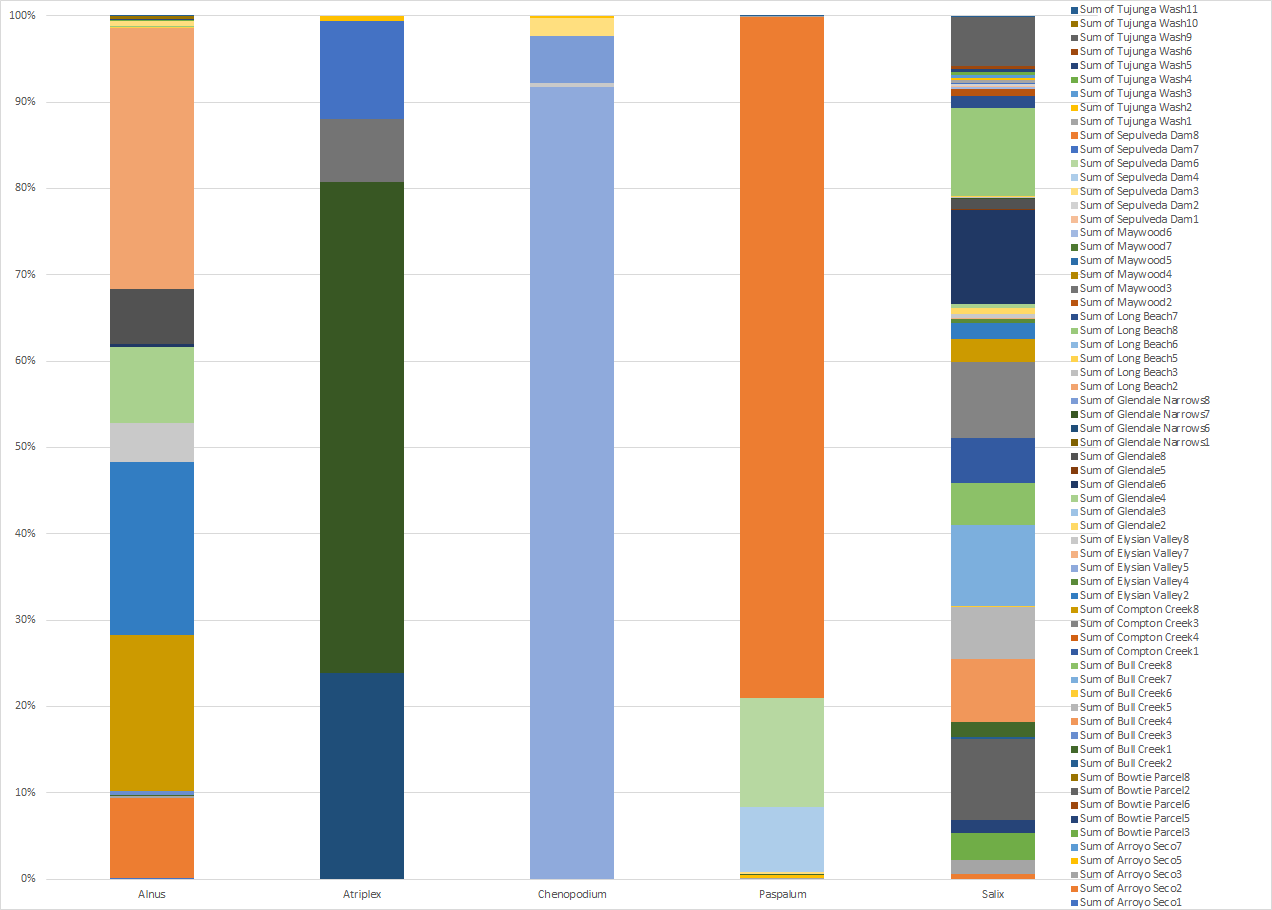 100%
90%
80%
70%
60%
50%
40%
30%
20%
10%
0%
Alnus
Atriplex
Chenopodium
Paspalum
Salix
Sum of Tujunga Wash11
Sum of Tujunga Wash10
Sum of Tujunga Wash9
Sum of Tujunga Wash6
Sum of Tujunga Wash5
Sum of Tujunga Wash4
Sum of Tujunga Wash3
Sum of Tujunga Wash2
Sum of Tujunga Wash1
Sum of Sepulveda Dam8
Sum of Sepulveda Dam7
Sum of Sepulveda Dam6
Sum of Sepulveda Dam4
Sum of Sepulveda Dam3
Sum of Sepulveda Dam2
Sum of Sepulveda Dam1
Sum of Maywood6
Sum of Maywood7
Sum of Maywood5
Sum of Maywood4
Sum of Maywood3
Sum of Maywood2
Sum of Long Beach7
Sum of Long Beach8
Sum of Long Beach6
Sum of Long Beach5
Sum of Long Beach3
Sum of Long Beach2
Sum of Glendale Narrows8
Sum of Glendale Narrows7
Sum of Glendale Narrows6
Sum of Glendale Narrows1
Sum of Glendale8
Sum of Glendale5
Sum of Glendale6
Sum of Glendale4
Sum of Glendale3
Sum of Glendale2
Sum of Elysian Valley8
Sum of Elysian Valley7
Sum of Elysian Valley5
Sum of Elysian Valley4
Sum of Elysian Valley2
Sum of Compton Creek8
Sum of Compton Creek3
Sum of Compton Creek4
Sum of Compton Creek1
Sum of Bull Creek8
Sum of Bull Creek7
Sum of Bull Creek6
Sum of Bull Creek5
Sum of Bull Creek4
Sum of Bull Creek3
Sum of Bull Creek1
Sum of Bull Creek2
Sum of Bowtie Parcel8
Sum of Bowtie Parcel2
Sum of Bowtie Parcel6
Sum of Bowtie Parcel5
Sum of Bowtie Parcel3
Sum of Arroyo Seco7
Sum of Arroyo Seco5
Sum of Arroyo Seco3
Sum of Arroyo Seco2
Sum of Arroyo Seco1